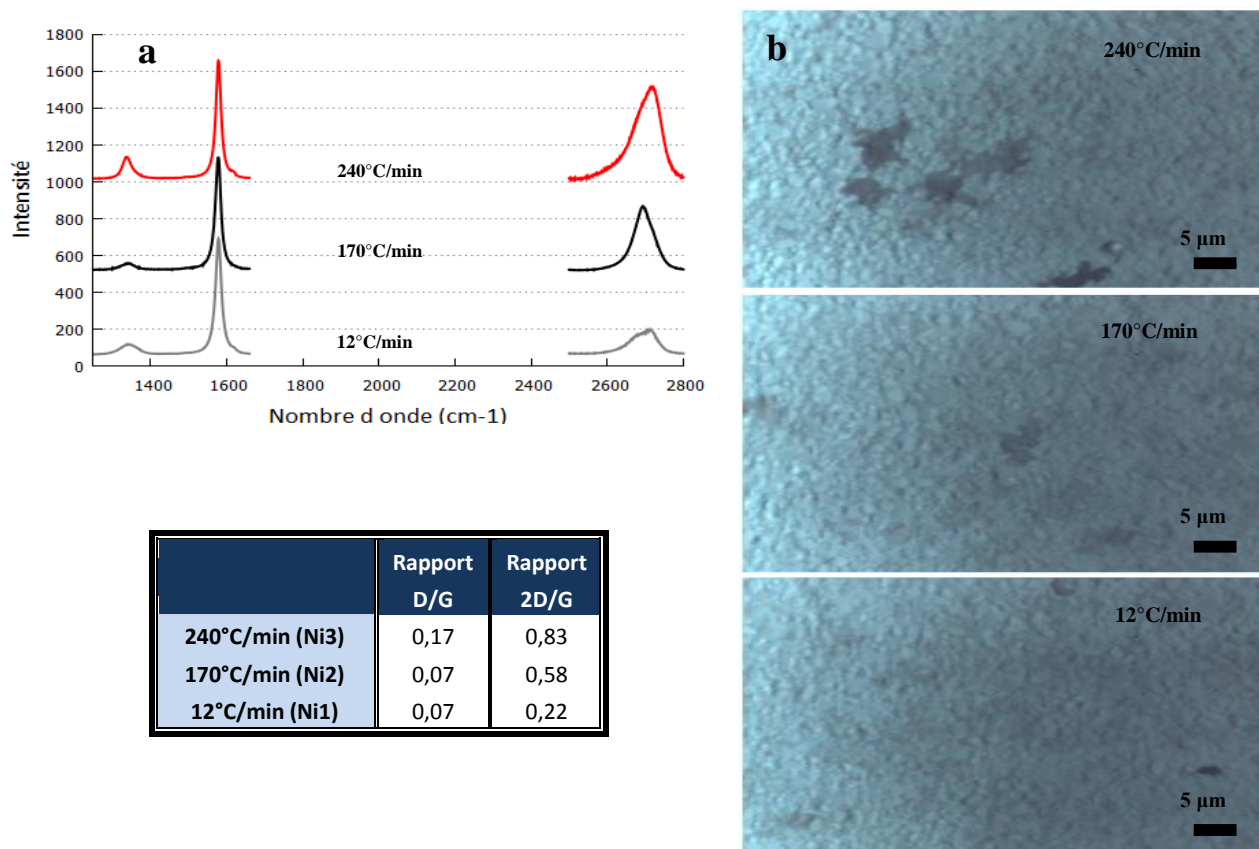 a
1800
1600
1400
1200
1000
800
600
400
200
0
Intensité
240°C/min
170°C/min
12°C/min
1400 1600 1800 2000 2200 2400 2600 2800
Nombre d onde (cm-1)
Rapport D/G Rapport 2D/G
240°C/min (Ni3) 0,17 0,83
170°C/min (Ni2) 0,07 0,58
12°C/min (Ni1) 0,07 0,22
b
240°C/min
5 µm
170°C/min
5 µm
12°C/min
5 µm